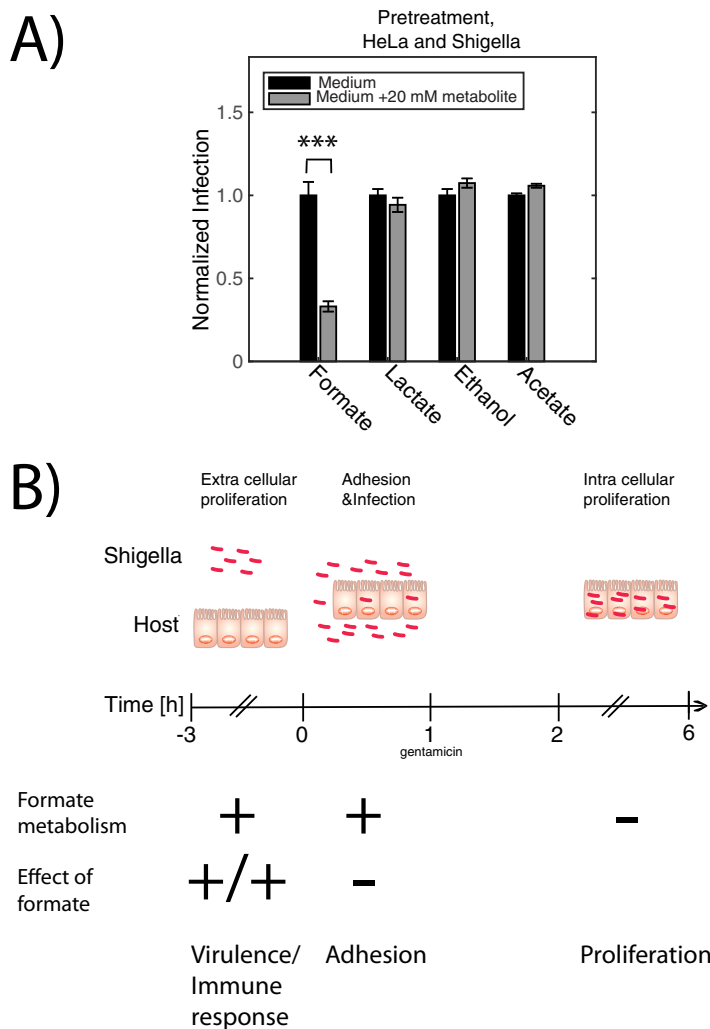 A)
Pretreatment,
HeLa and Shigella
Medium
Medium +20 mM metabolite
Normalized Infection
1.5
1.0
0.5
0
***
Formate
Lactate
Ethanol
Acetate
B)
Extra cellular
proliferation
Adhesion
&Infection
Intra cellular
proliferation
Shigella
Host
Time [h]
-3
0
1
2
6
gentamicin
Formate
metabolism
+
+
-
Effect of
formate
+/+
-
Virulence/
Immune
response
Adhesion
Proliferation